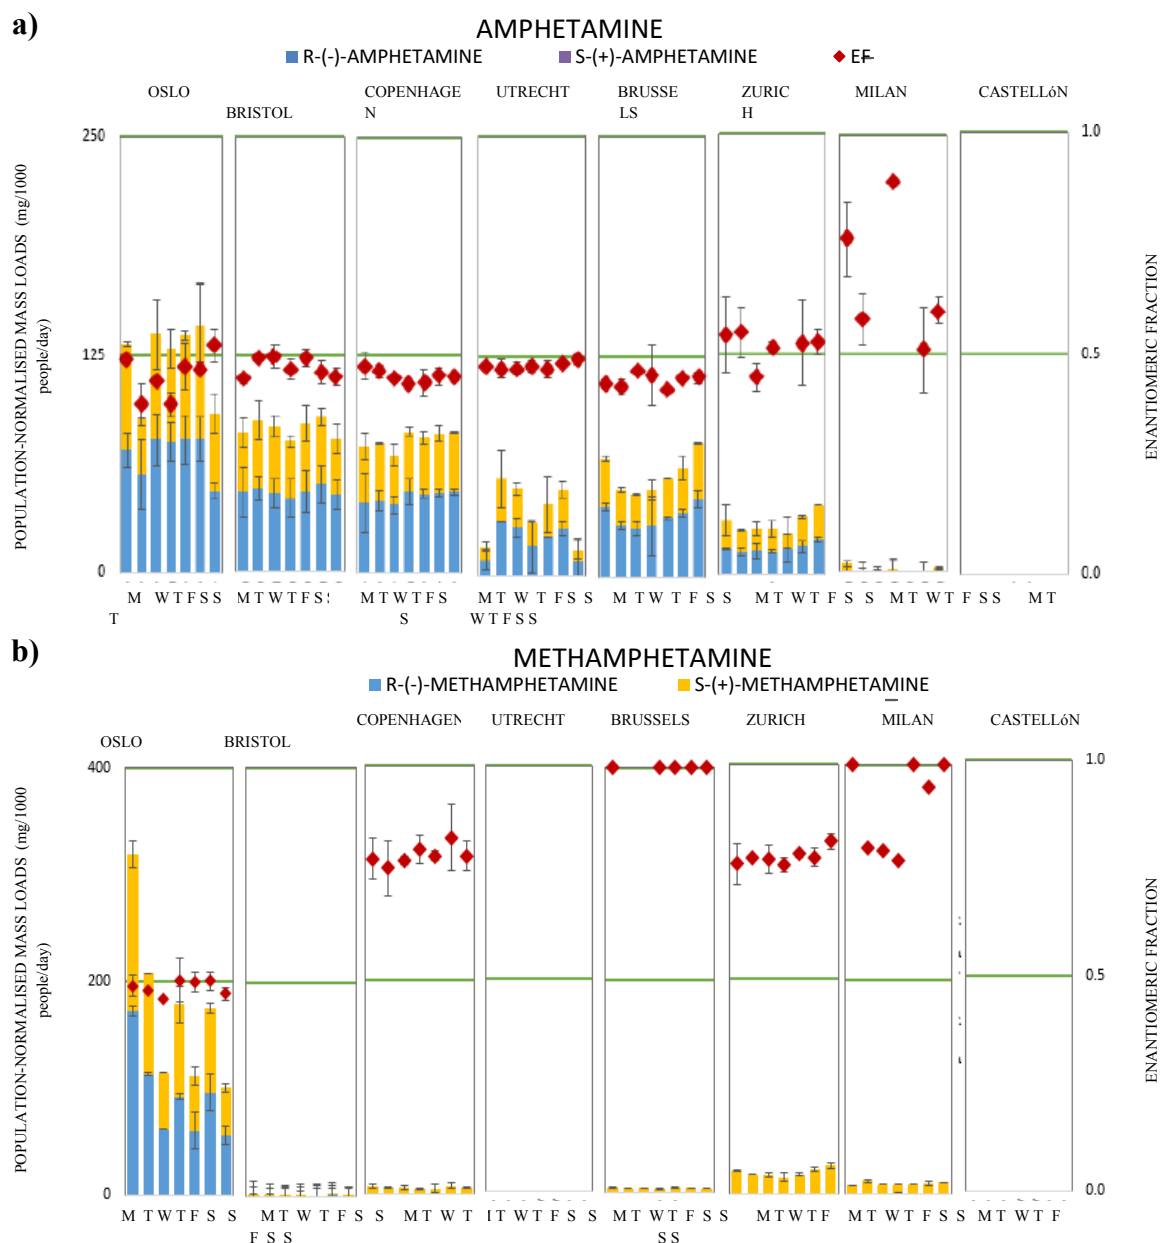 a)
AMPHETAMINE
R-(-)-AMPHETAMINE S-(+)-AMPHETAMINE EF
OSLO BRISTOL COPENHAGE
N UTRECHT BRUSSE
LS ZURIC
H MILAN CASTELLóN
250
125
0
1.0
0.5
0.0
POPULATION-NORMALISED MASS LOADS (mg/1000
people/day)
ENANTIOMERIC FRACTION
M W T F S S M T W T F S M T W T F S M T W T F S S M T W T F S M T W T F S S M T W T F S S M T
T S W T F S S
b)
METHAMPHETAMINE
R-(-)-METHAMPHETAMINE S-(+)-METHAMPHETAMINE
COPENHAGEN UTRECHT BRUSSELS ZURICH MILAN CASTELLóN
OSLO BRISTOL
400
200
0
1.0
0.5
0.0
POPULATION-NORMALISED MASS LOADS (mg/1000
people/day)
ENANTIOMERIC FRACTION
M T W T F S S M T W T F S S M T W T M T W T F S S M T W T F S S M T W T F M T W T F S S M T W T F
F S S S S